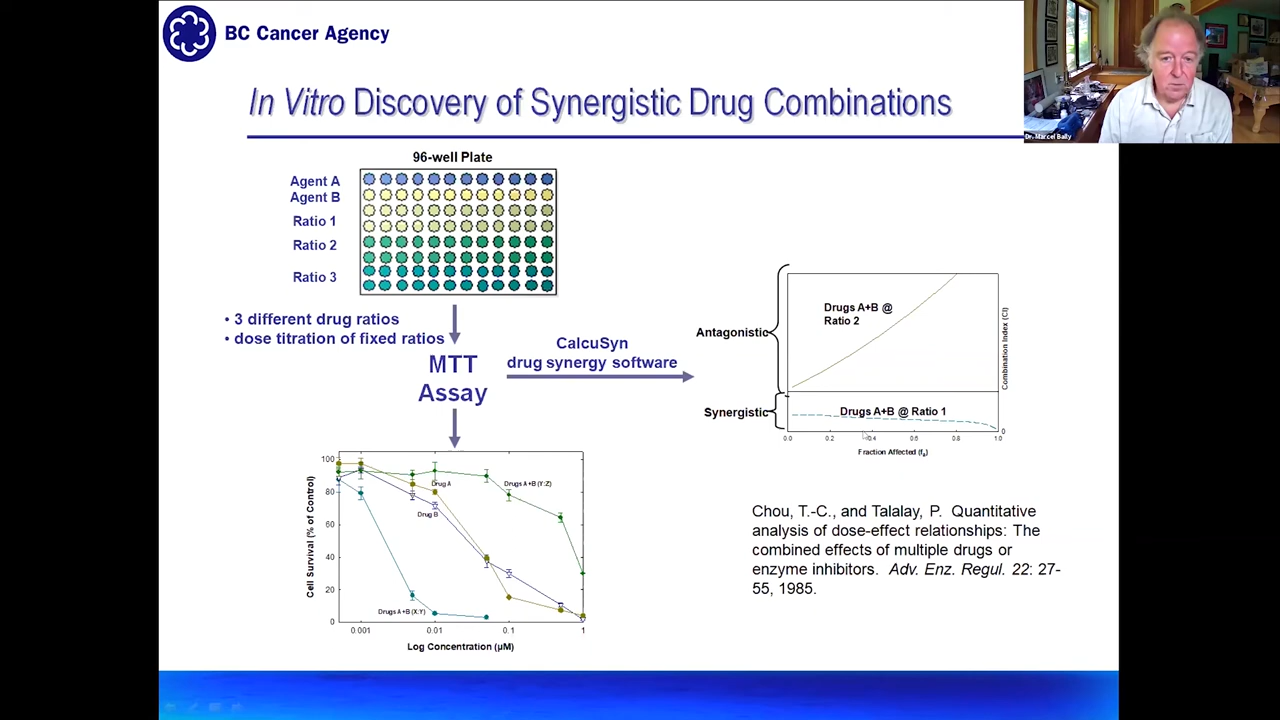 BC Cancer Agency
Dr. Marcel Bally
In Vitro Discovery of Synergistic Drug Combinations
96-well Plate
Agent A
Agent B
Ratio 1
Ratio 2
Ratio 3
• 3 different drug ratios
• dose titration of fixed ratios
MTT
Assay
CalcuSyn
drug synergy software
Antagonistic
Synergistic
Drugs A+B @
Ratio 2
Drugs A+B @ Ratio 1
Combination Index (CI)
0
0.0 0.2 0.4 0.6 0.8 1.0
Fraction Affected (fa)
Cell Survival (% of Control)
100
80
60
40
20
0
Drug A
Drugs A+B (Y:Z)
Drug B
Drugs A+B (X:Y)
0.001 0.01 0.1 1
Log Concentration (µM)
Chou, T.-C., and Talalay, P. Quantitative
analysis of dose-effect relationships: The
combined effects of multiple drugs or
enzyme inhibitors. Adv. Enz. Regul. 22: 27-
55, 1985.